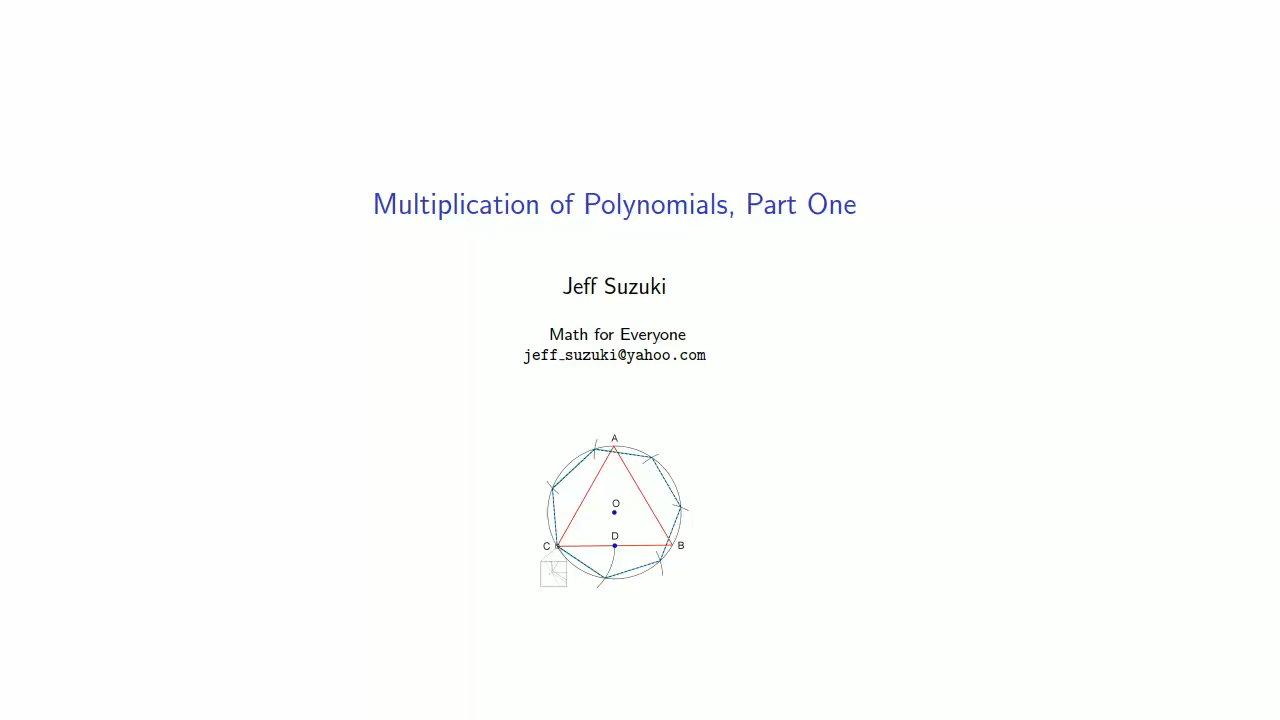 Multiplication of Polynomials, Part One
Jeff Suzuki
Math for Everyone
jeff_suzuki@yahoo.com
A
O
D
C
B